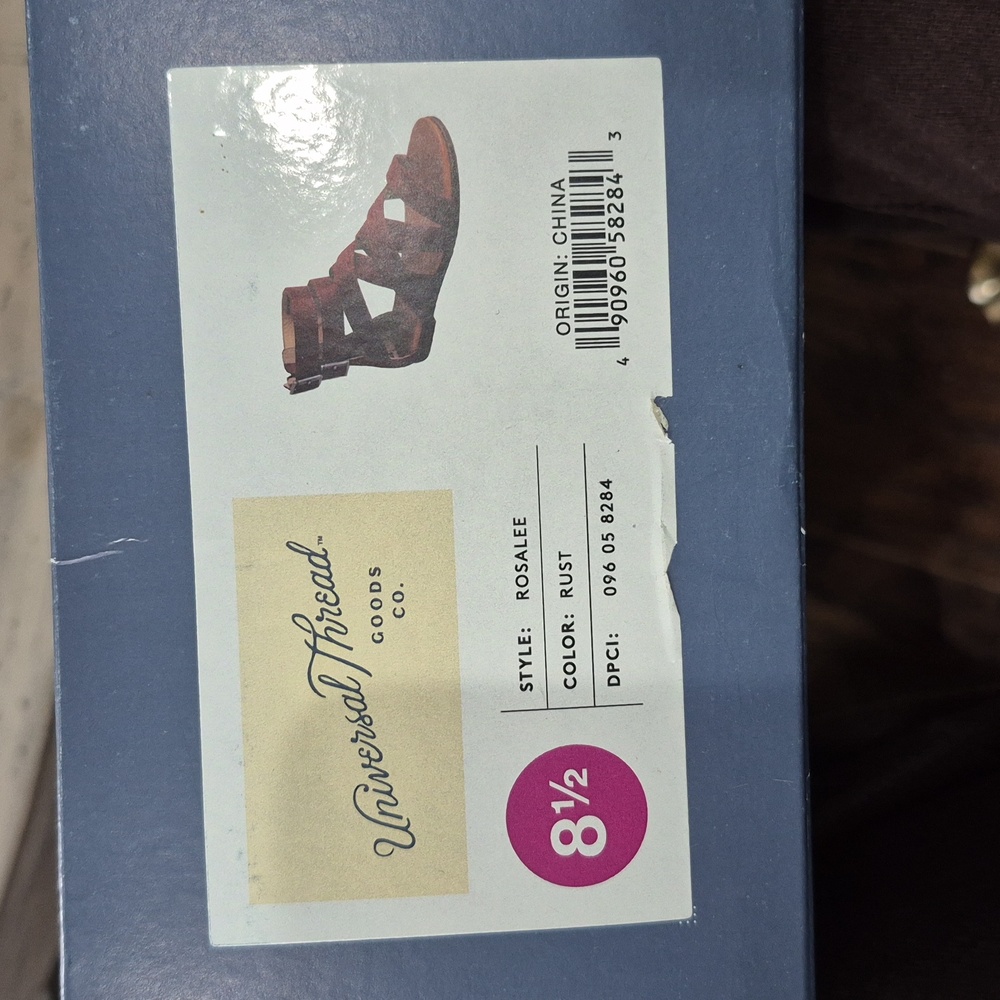 Universal Thread™
GOODS
CO.
ORIGIN: CHINA
4 90960 58284 3
8½
STYLE: ROSALEE
COLOR: RUST
DPCI: 096 05 8284